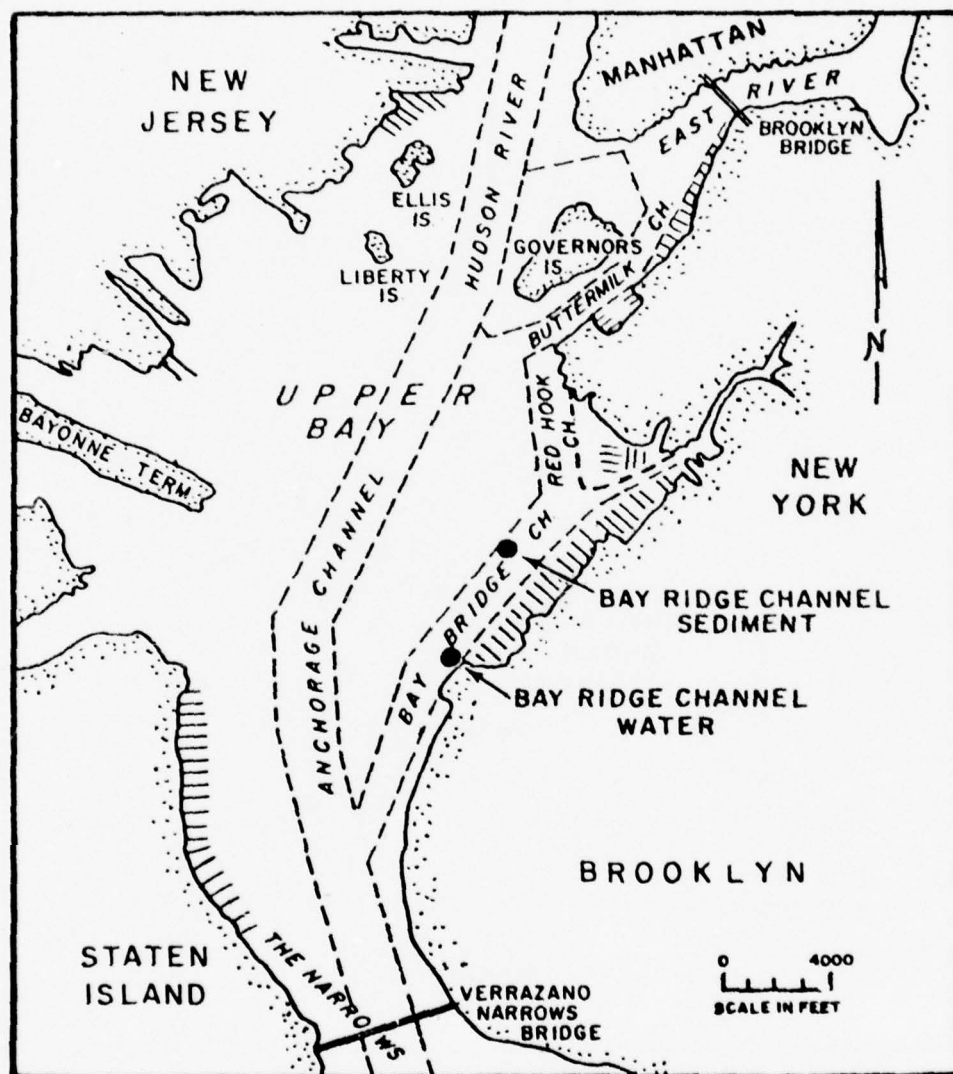 NEW
JERSEY
MANHATTAN
EAST RIVER
BROOKLYN
BRIDGE
HUDSON RIVER
ELLIS
IS
LIBERTY
IS
GOVERNORS
IS
BUTTERMILK CH
N
UPPER
BAY
BAYONNE TERM
RED HOOK
CH.
NEW
YORK
ANCHORAGE CHANNEL
BAY BRIDGE CH
BAY RIDGE CHANNEL
SEDIMENT
BAY RIDGE CHANNEL
WATER
BROOKLYN
STATEN
ISLAND
THE NARROWS
VERRAZANO
NARROWS
BRIDGE
0 4000
SCALE IN FEET